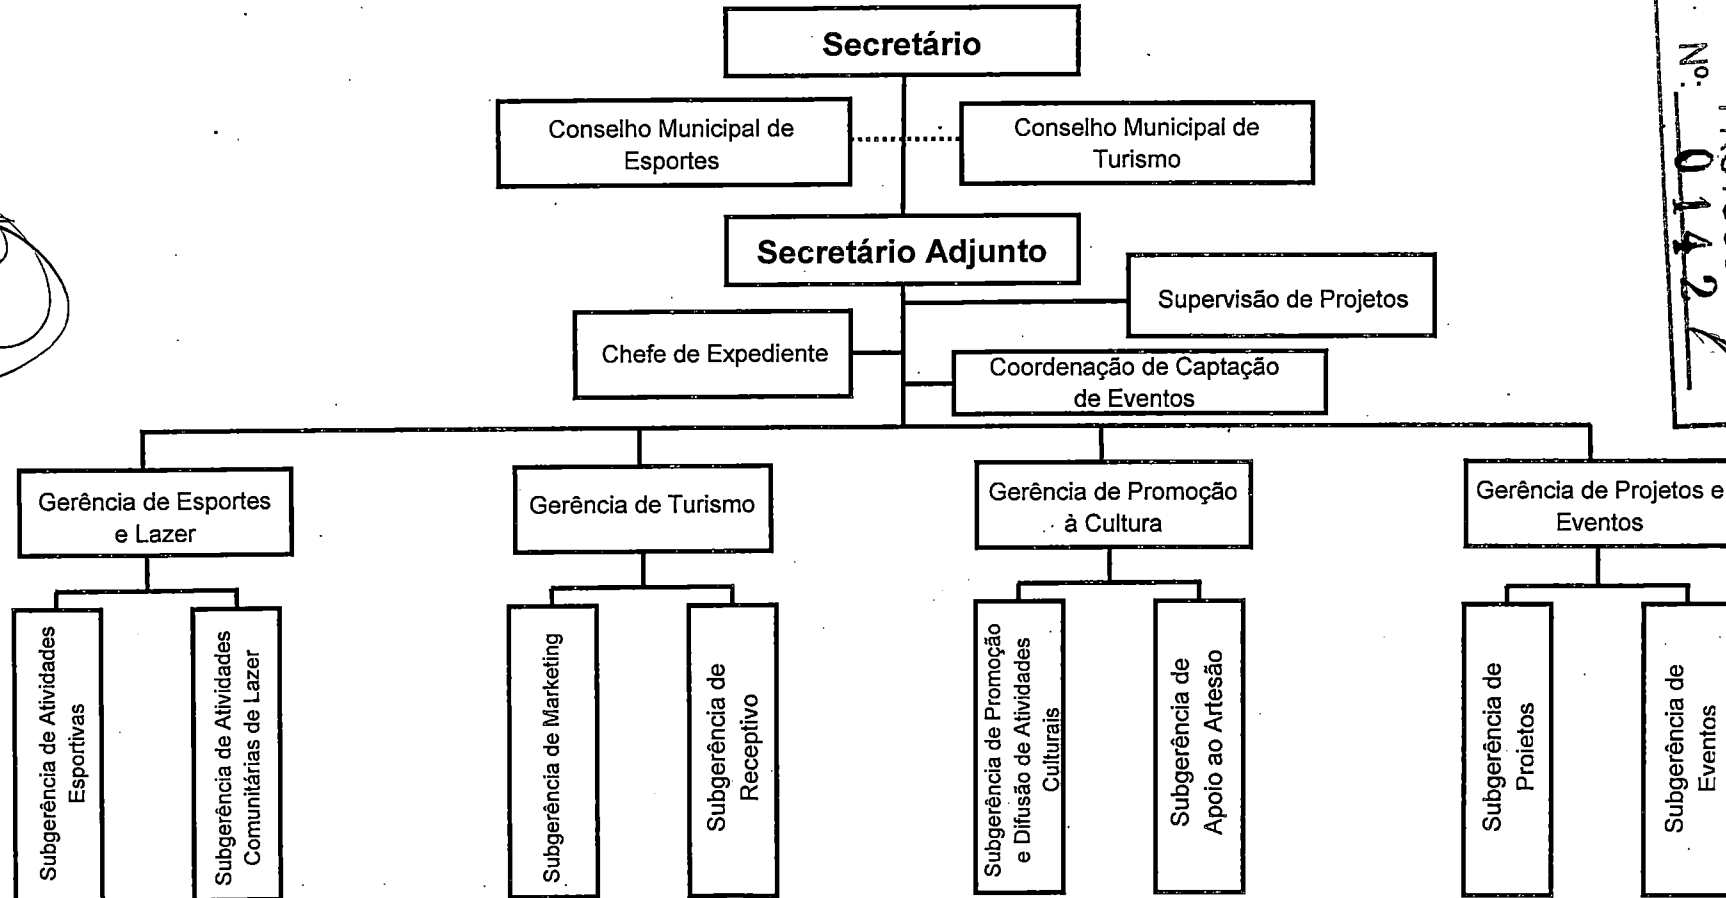 Secretário
Conselho Municipal de
Esportes
Conselho Municipal de
Turismo
Secretário Adjunto
Supervisão de Projetos
Chefe de Expediente
Coordenação de Captação
de Eventos
Gerência de Esportes
e Lazer
Gerência de Turismo
Gerência de Promoção
à Cultura
Gerência de Projetos e
Eventos
Subgerência de Atividades
Esportivas
Subgerência de Atividades
Comunitárias de Lazer
Subgerência de Marketing
Subgerência de
Receptivo
Subgerência de Promoção
e Difusão de Atividades
Culturais
Subgerência de
Apoio ao Artesão
Subgerência de
Projetos
Subgerência de
Eventos
Nº: 0142